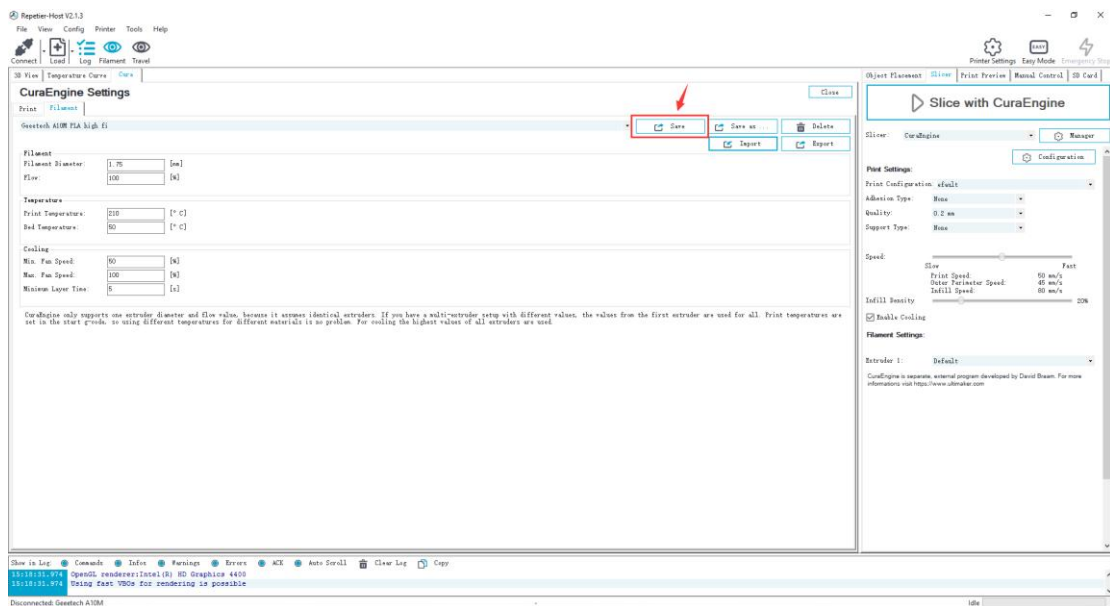 Repetier-Host V2.1.3
File View Config Printer Tools Help
Connect Load Log Filament Travel
Printer Settings Easy Mode Emergency Stop
EASY
3D View Temperature Curve Cura
CuraEngine Settings
Close
Print Filament
Geeetech A10M PLA high fi
Save Save as ... Delete
Import Export
Filament
Filament Diameter: 1.75 [mm]
Flow: 100 [%]
Temperature
Print Temperature: 210 [° C]
Bed Temperature: 50 [° C]
Cooling
Min. Fan Speed: 50 [%]
Max. Fan Speed: 100 [%]
Minimum Layer Time: 5 [s]
CuraEngine only supports one extruder diameter and flow value, because it assumes identical extruders. If you have a multi-extruder setup with different values, the values from the first extruder are used for all. Print temperatures are
set in the start g-code, so using different temperatures for different materials is no problem. For cooling the highest values of all extruders are used.
Object Placement Slicer Print Preview Manual Control SD Card
Slice with CuraEngine
Slicer: CuraEngine Manager
Configuration
Print Settings:
Print Configuration: efault
Adhesion Type: None
Quality: 0.2 mm
Support Type: None
Speed:
Slow Fast
Print Speed: 50 mm/s
Outer Perimeter Speed: 45 mm/s
Infill Speed: 80 mm/s
Infill Density 20%
Enable Cooling
Filament Settings:
Extruder 1: Default
CuraEngine is separate, external program developed by David Braam. For more
informations visit https://www.ultimaker.com
Show in Log: Commands Infos Warnings Errors ACK Auto Scroll Clear Log Copy
15:18:31.974 OpenGL renderer:Intel(R) HD Graphics 4400
15:18:31.974 Using fast VBOs for rendering is possible
Disconnected: Geeetech A10M - Idle